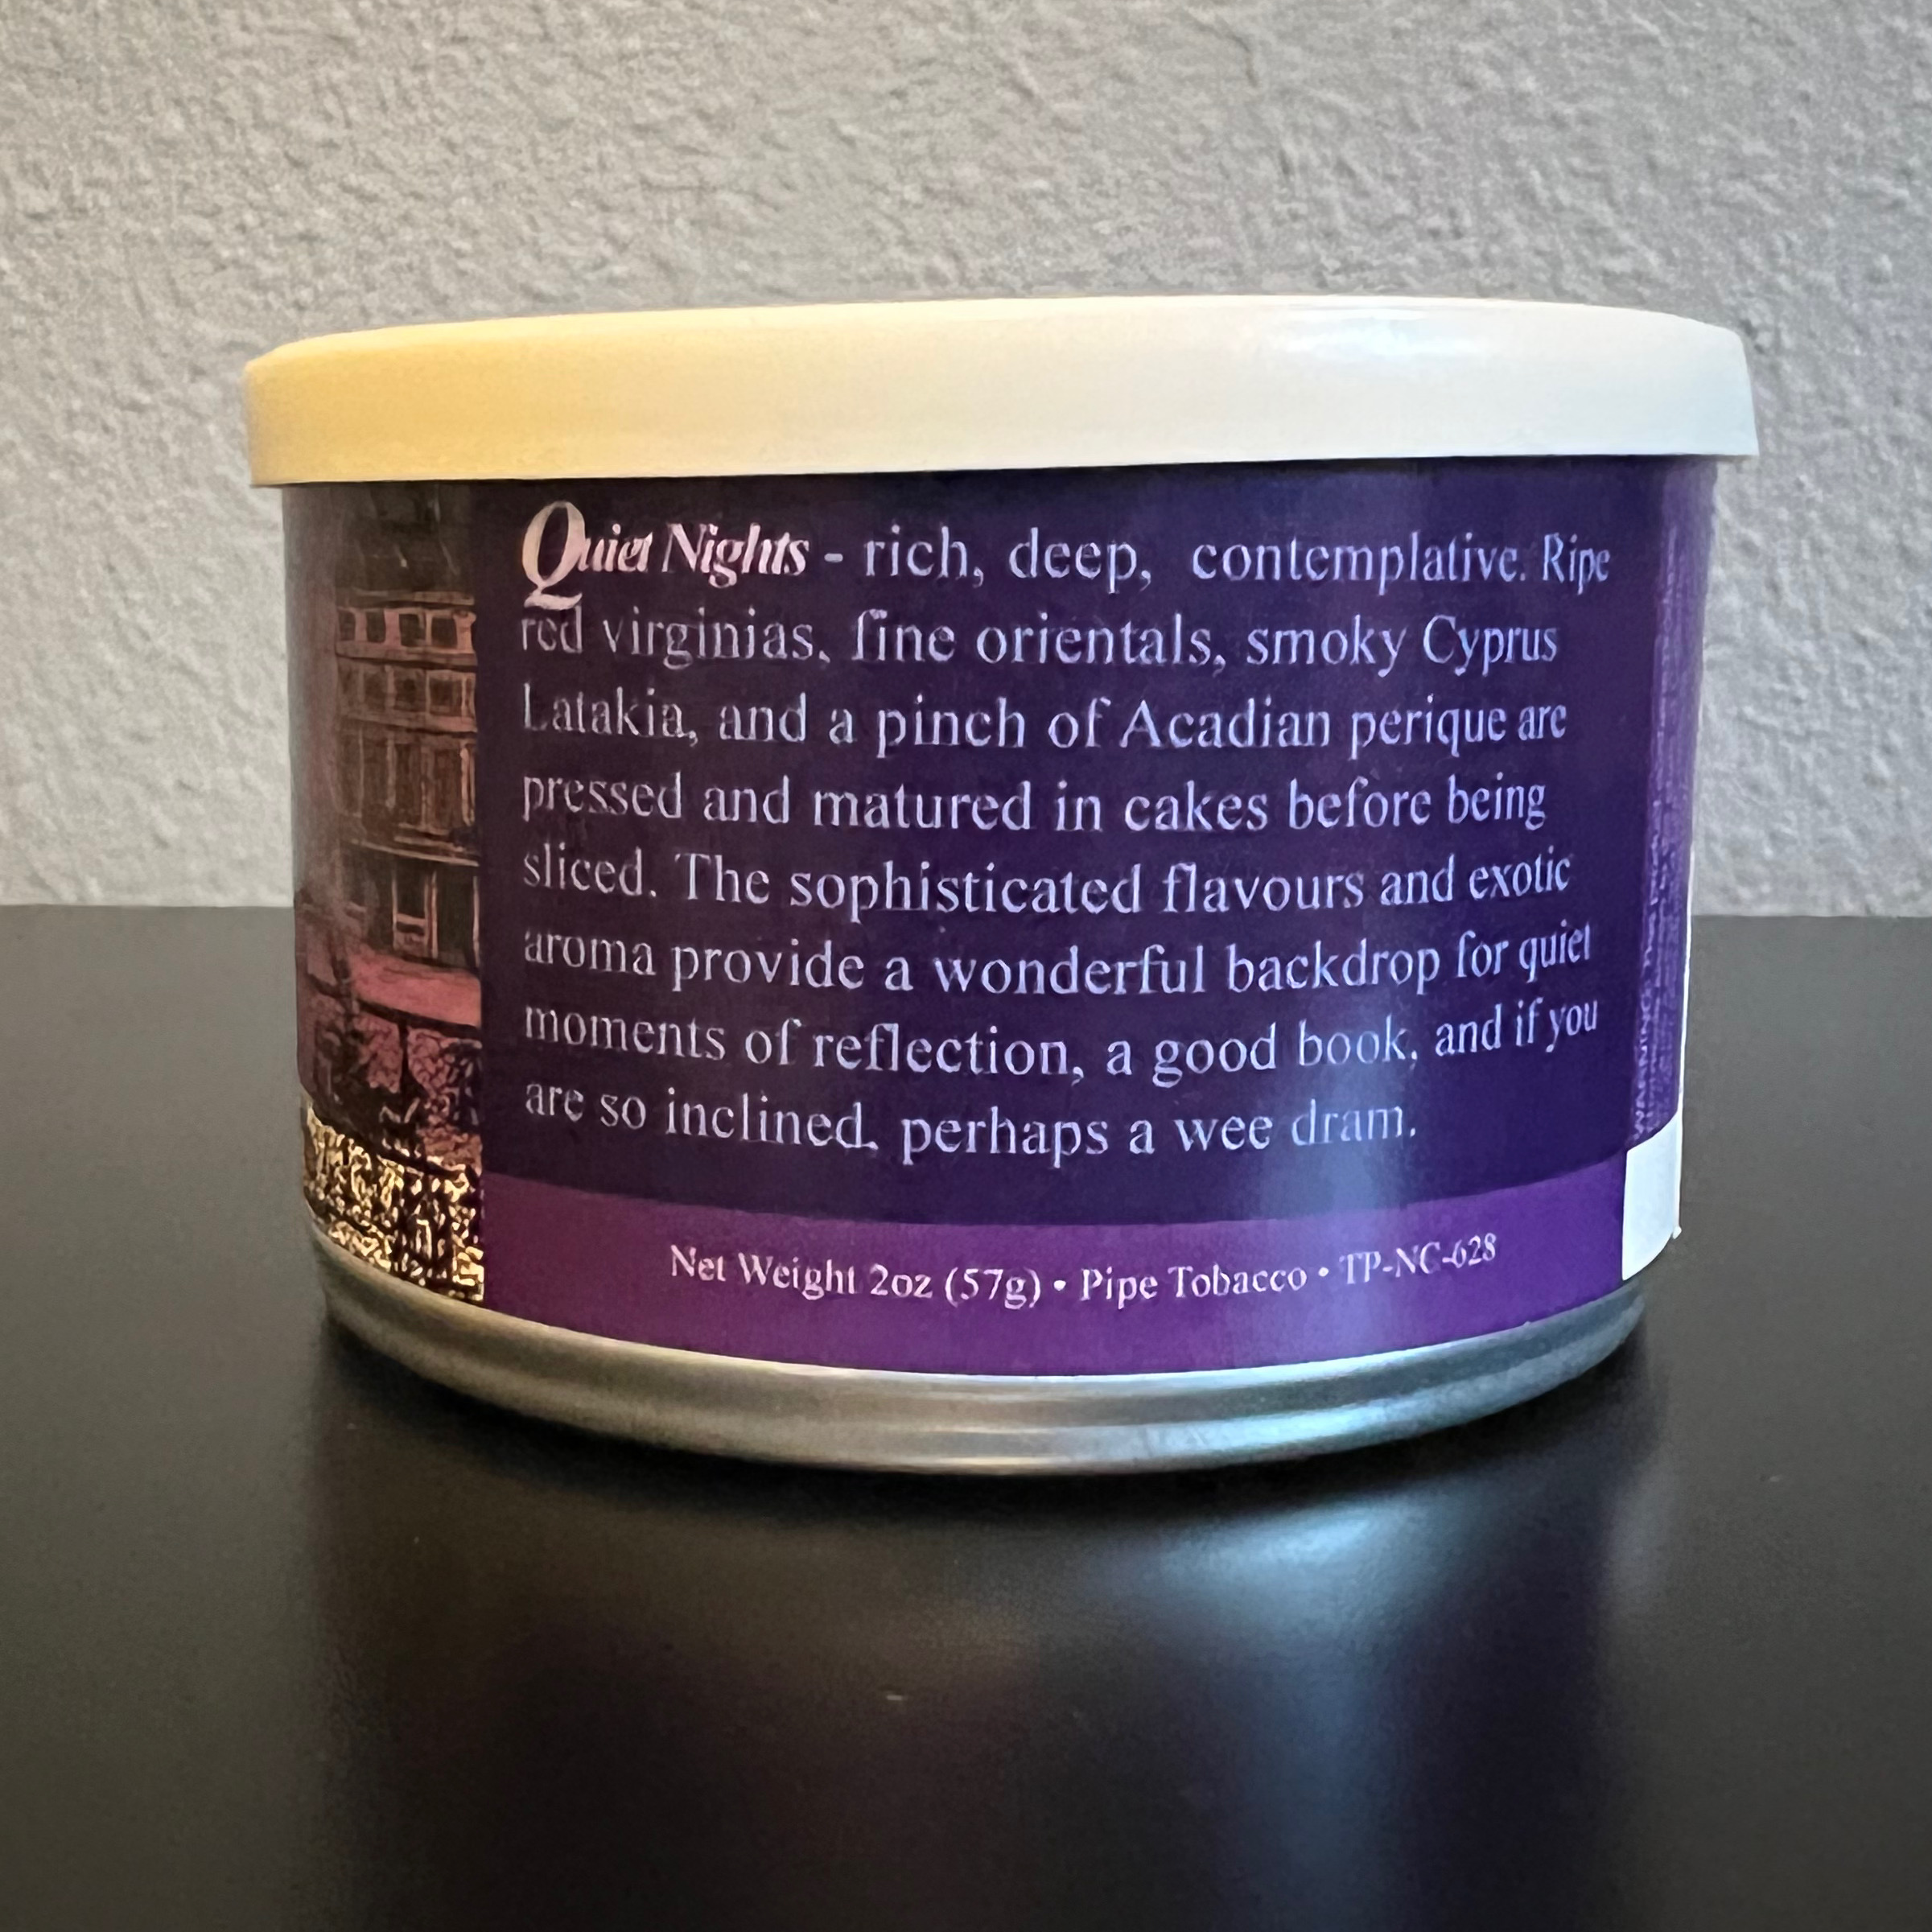 Quiet Nights - rich, deep, contemplative. Ripe
red virginias, fine orientals, smoky Cyprus
Latakia, and a pinch of Acadian perique are
pressed and matured in cakes before being
sliced. The sophisticated flavours and exotic
aroma provide a wonderful backdrop for quiet
moments of reflection, a good book, and if you
are so inclined, perhaps a wee dram.
Net Weight 2oz (57g) • Pipe Tobacco • TP-NC-628
WARNING: This